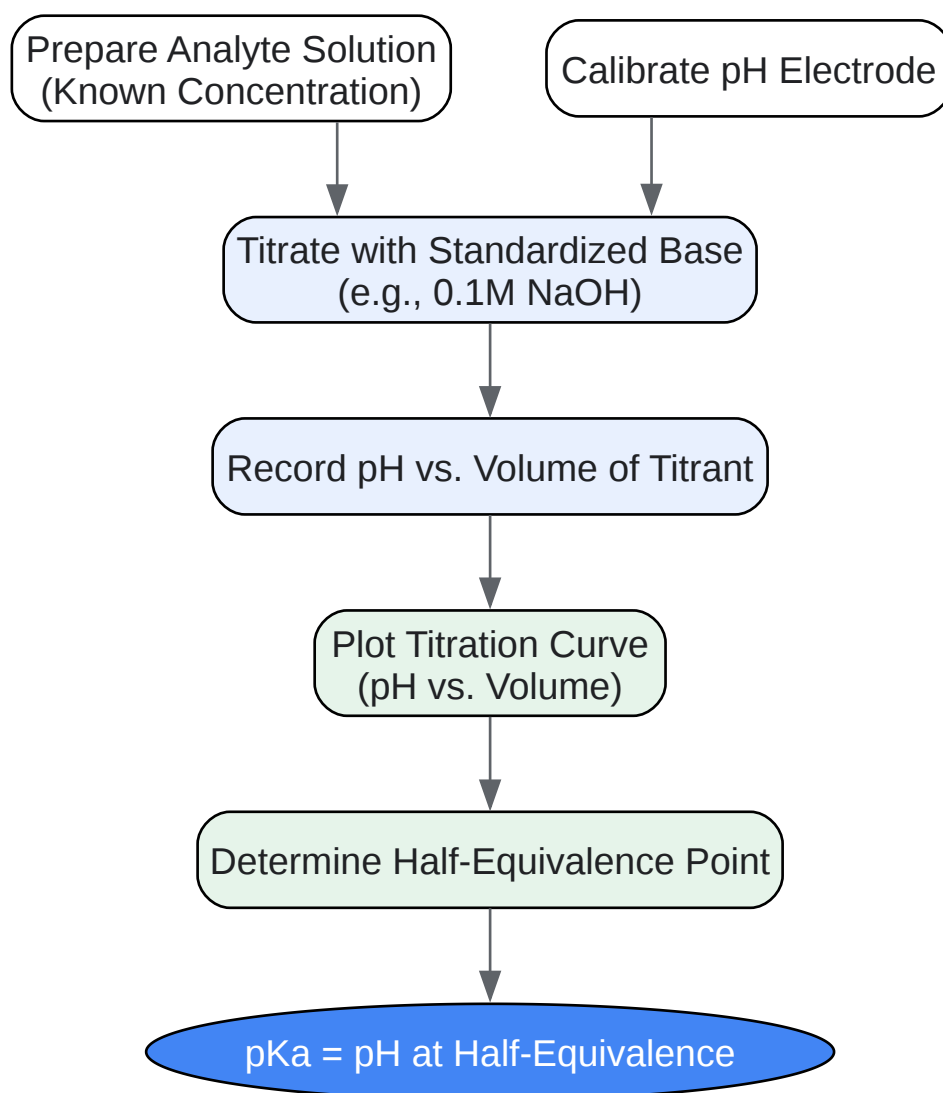 Prepare Analyte Solution
(Known Concentration)
Calibrate pH Electrode
Titrate with Standardized Base
(e.g., 0.1M NaOH)
Record pH vs. Volume of Titrant
Plot Titration Curve
(pH vs. Volume)
Determine Half-Equivalence Point
pKa = pH at Half-Equivalence